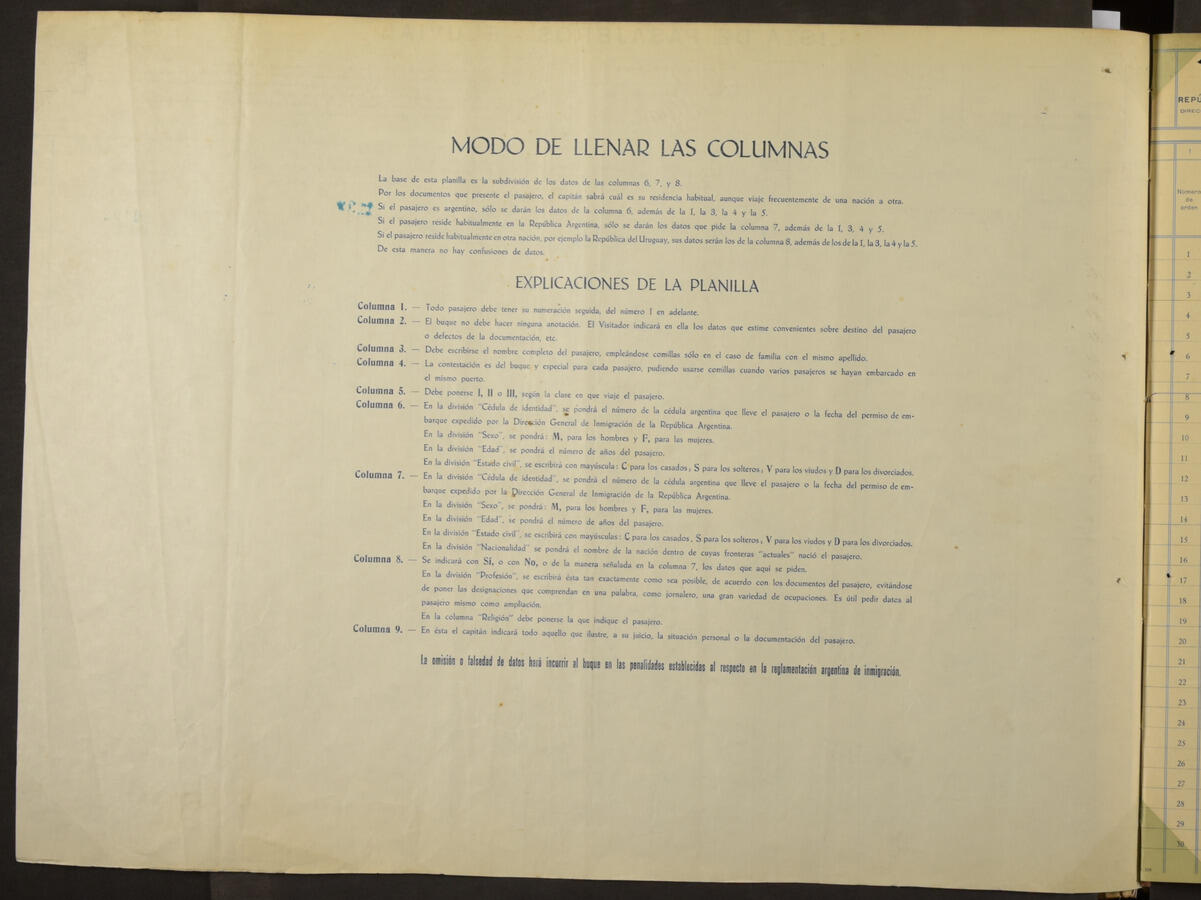 MODO DE LLENAR LAS COLUMNAS
La base de esta planilla es la subdivisión de los datos de las columnas 6, 7, y 8.
Por los documentos que presente el pasajero, el capitán sabrá cuál es su residencia habitual, aunque viaje frecuentemente de una nación a otra.
Si el pasajero es argentino, sólo se darán los datos de la columna 6, además de la 1, la 3, la 4 y la 5.
Si el pasajero reside habitualmente en la República Argentina, sólo se darán los datos que pide la columna 7, además de la 1, 3, 4 y 5.
Si el pasajero reside habitualmente en otra nación, por ejemplo la República del Uruguay, sus datos serán los de la columna 8, además de los de la 1, la 3, la 4 y la 5.
De esta manera no hay confusiones de datos.
EXPLICACIONES DE LA PLANILLA
Columna 1. — Todo pasajero debe tener su numeración seguida, del número 1 en adelante.
Columna 2. — El buque no debe hacer ninguna anotación. El Visitador indicará en ella los datos que estime convenientes sobre destino del pasajero
o defectos de la documentación, etc.
Columna 3. — Debe escribirse el nombre completo del pasajero, empleándose comillas sólo en el caso de familia con el mismo apellido.
Columna 4. — La contestación es del buque y especial para cada pasajero, pudiendo usarse comillas cuando varios pasajeros se hayan embarcado en
el mismo puerto.
Columna 5. — Debe ponerse I, II o III, según la clase en que viaje el pasajero.
Columna 6. — En la división "Cédula de identidad", se pondrá el número de la cédula argentina que lleve el pasajero o la fecha del permiso de em-
barque expedido por la Dirección General de Inmigración de la República Argentina.
En la división "Sexo", se pondrá: M, para los hombres y F, para las mujeres.
En la división "Edad", se pondrá el número de años del pasajero.
En la división "Estado civil", se escribirá con mayúscula: C para los casados; S para los solteros; V para los viudos y D para los divorciados.
Columna 7. — En la división "Cédula de identidad", se pondrá el número de la cédula argentina que lleve el pasajero o la fecha del permiso de em-
barque expedido por la Dirección General de Inmigración de la República Argentina.
En la división "Sexo", se pondrá: M, para los hombres y F, para las mujeres.
En la división "Edad", se pondrá el número de años del pasajero.
En la división "Estado civil", se escribirá con mayúsculas: C para los casados; S para los solteros; V para los viudos y D para los divorciados.
En la división "Nacionalidad" se pondrá el nombre de la nación dentro de cuyas fronteras "actuales" nació el pasajero.
Columna 8. — Se indicará con Sí, o con No, o de la manera señalada en la columna 7, los datos que aquí se piden.
En la división "Profesión", se escribirá ésta tan exactamente como sea posible, de acuerdo con los documentos del pasajero, evitándose
de poner las designaciones que comprendan en una palabra, como jornalero, una gran variedad de ocupaciones. Es útil pedir datos al
pasajero mismo como ampliación.
En la columna "Religión" debe ponerse la que indique el pasajero.
Columna 9. — En ésta el capitán indicará todo aquello que ilustre, a su juicio, la situación personal o la documentación del pasajero.
La omisión o falsedad de datos hará incurrir al buque en las penalidades establecidas al respecto en la reglamentación argentina de inmigración.
REPÚ
DIREC
1
Número
de
orden
1
2
3
4
5
6
7
8
9
10
11
12
13
14
15
16
17
18
19
20
21
22
23
24
25
26
27
28
29
30